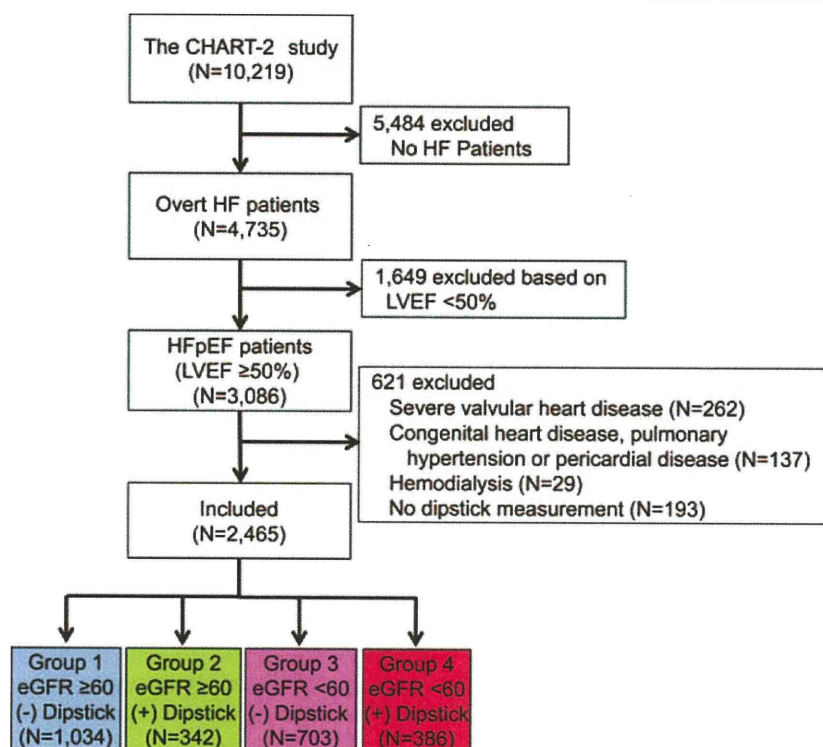 The CHART-2 study
(N=10,219)
5,484 excluded
No HF Patients
Overt HF patients
(N=4,735)
1,649 excluded based on
LVEF <50%
HFpEF patients
(LVEF ≥50%)
(N=3,086)
621 excluded
Severe valvular heart disease (N=262)
Congenital heart disease, pulmonary
hypertension or pericardial disease (N=137)
Hemodialysis (N=29)
No dipstick measurement (N=193)
Included
(N=2,465)
Group 1
eGFR ≥60
(-) Dipstick
(N=1,034)
Group 2
eGFR ≥60
(+) Dipstick
(N=342)
Group 3
eGFR <60
(-) Dipstick
(N=703)
Group 4
eGFR <60
(+) Dipstick
(N=386)